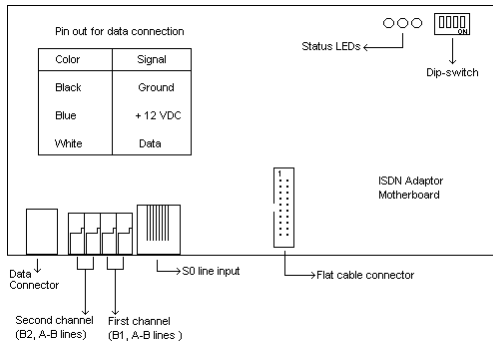 Pin out for data connection
Color Signal
Black Ground
Blue + 12 VDC
White Data
Status LEDs
ON
Dip-switch
1
ISDN Adaptor
Motherboard
Data
Connector
S0 line input
Flat cable connector
Second channel
(B2, A-B lines)
First channel
(B1, A-B lines )